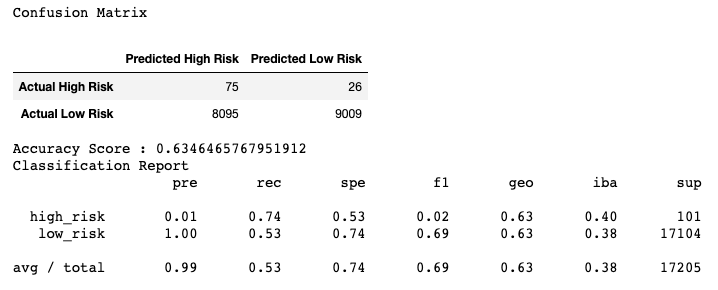 Confusion Matrix
Predicted High Risk Predicted Low Risk
Actual High Risk 75 26
Actual Low Risk 8095 9009
Accuracy Score : 0.6346465767951912
Classification Report
pre rec spe f1 geo iba sup
high_risk 0.01 0.74 0.53 0.02 0.63 0.40 101
low_risk 1.00 0.53 0.74 0.69 0.63 0.38 17104
avg / total 0.99 0.53 0.74 0.69 0.63 0.38 17205